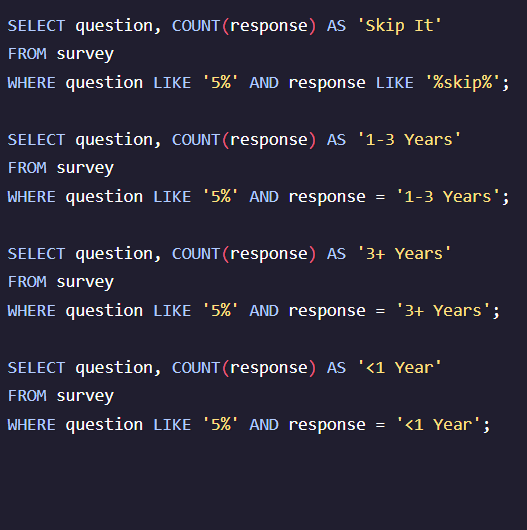 SELECT question, COUNT(response) AS 'Skip It'
FROM survey
WHERE question LIKE '5%' AND response LIKE '%skip%';
SELECT question, COUNT(response) AS '1-3 Years'
FROM survey
WHERE question LIKE '5%' AND response = '1-3 Years';
SELECT question, COUNT(response) AS '3+ Years'
FROM survey
WHERE question LIKE '5%' AND response = '3+ Years';
SELECT question, COUNT(response) AS '<1 Year'
FROM survey
WHERE question LIKE '5%' AND response = '<1 Year';